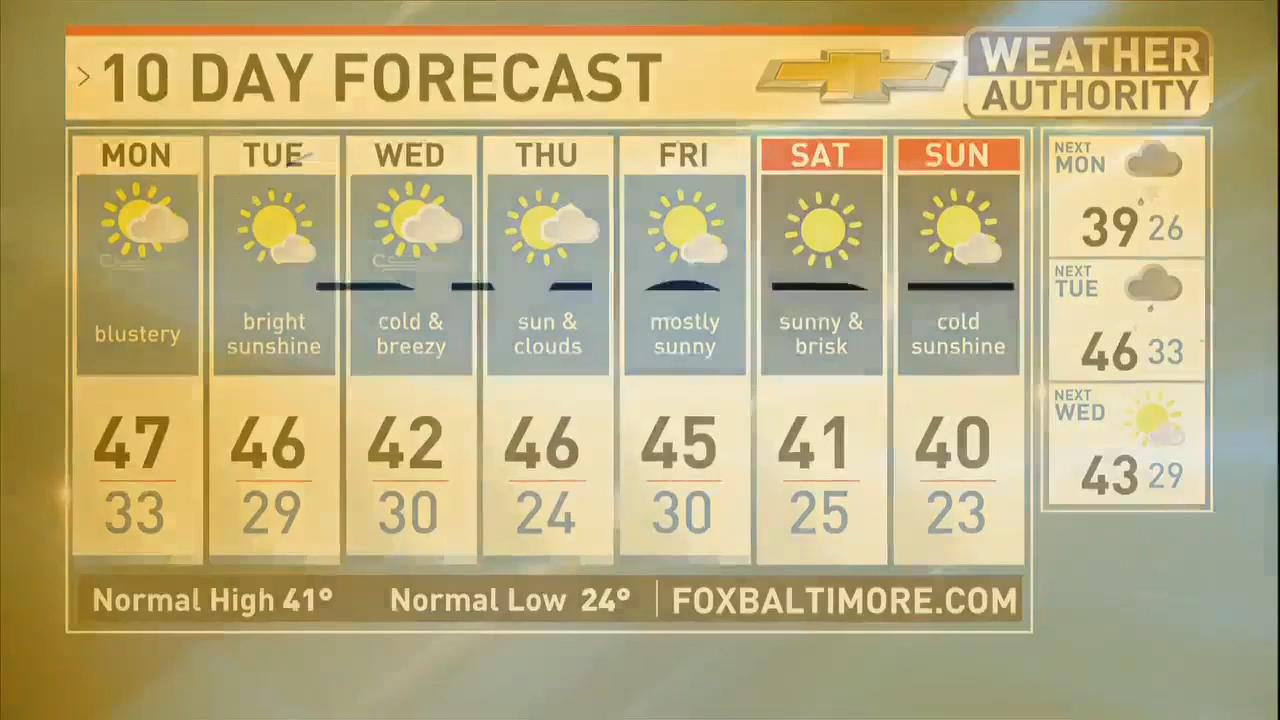 > 10 DAY FORECAST
WEATHER
AUTHORITY
MON
TUE
WED
THU
FRI
SAT
SUN
blustery
bright
sunshine
cold &
breezy
sun &
clouds
mostly
sunny
sunny &
brisk
cold
sunshine
47
46
42
46
45
41
40
33
29
30
24
30
25
23
NEXT
MON
39 26
NEXT
TUE
46 33
NEXT
WED
43 29
Normal High 41° Normal Low 24° FOXBALTIMORE.COM